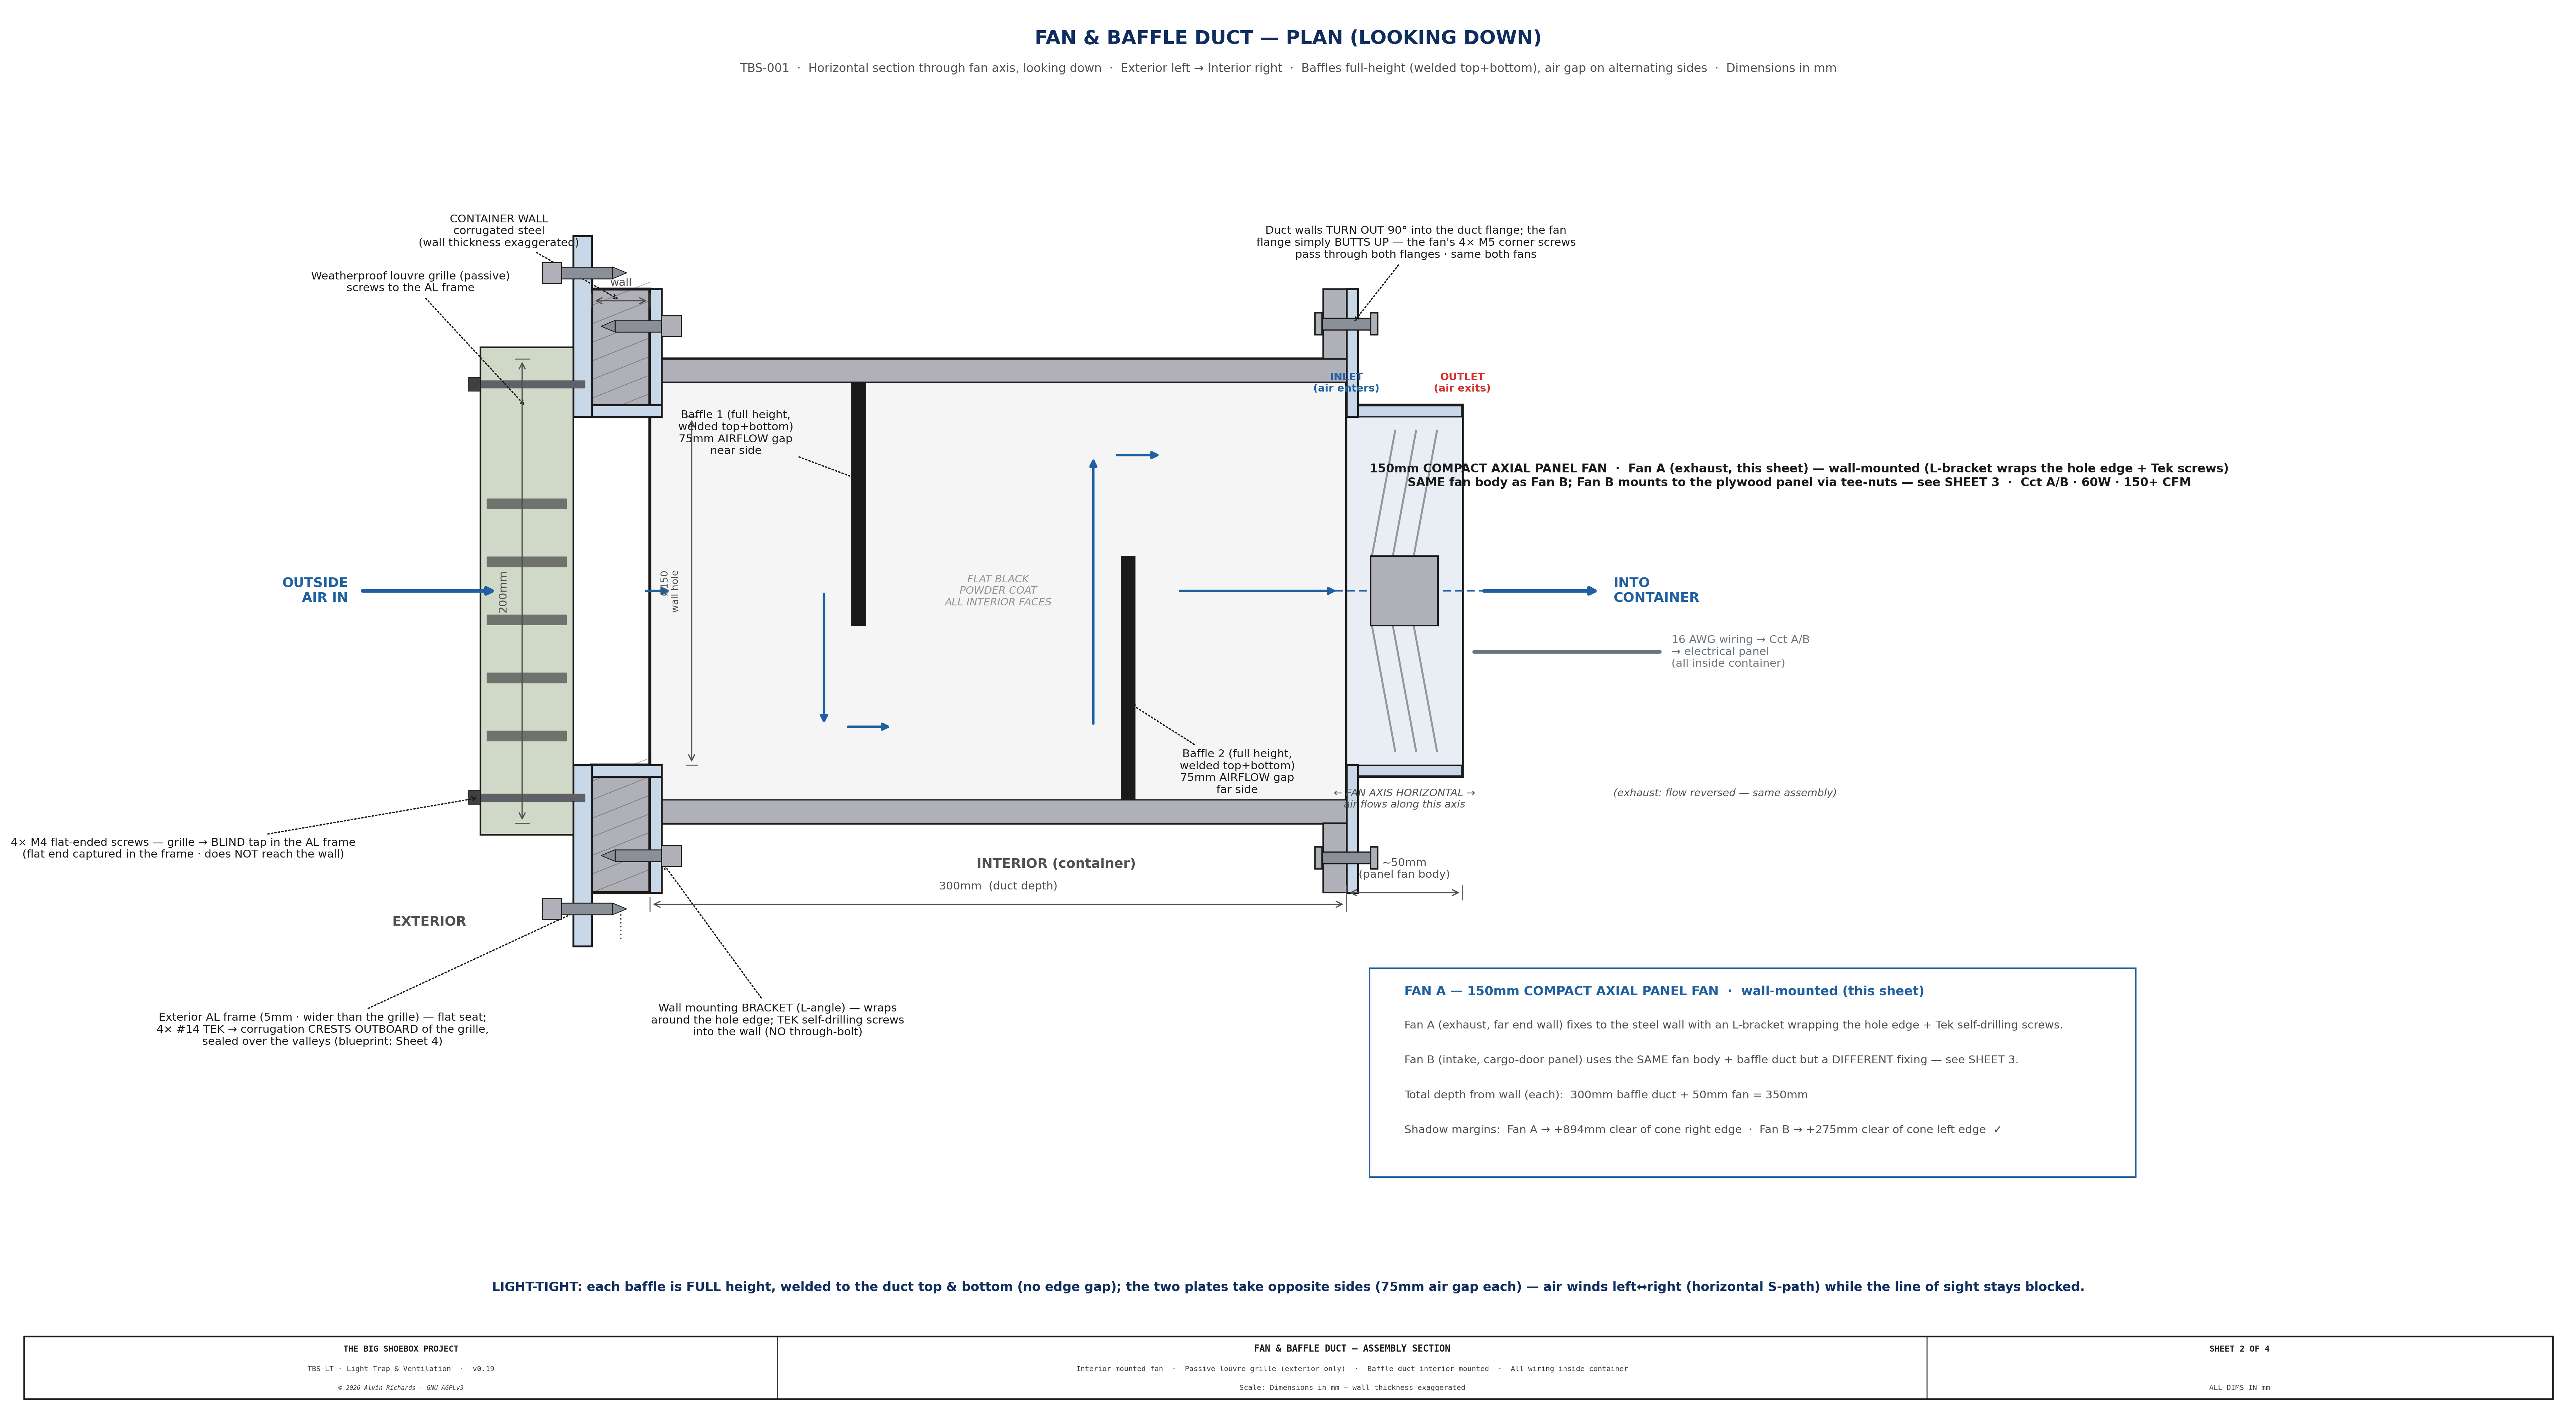 FAN & BAFFLE DUCT — PLAN (LOOKING DOWN)
TBS-001 · Horizontal section through fan axis, looking down · Exterior left → Interior right · Baffles full-height (welded top+bottom), air gap on alternating sides · Dimensions in mm
CONTAINER WALL
corrugated steel
(wall thickness exaggerated)
Weatherproof louvre grille (passive)
screws to the AL frame
wall
Duct walls TURN OUT 90° into the duct flange; the fan
flange simply BUTTS UP — the fan's 4× M5 corner screws
pass through both flanges · same both fans
INLET
(air enters)
OUTLET
(air exits)
Baffle 1 (full height,
welded top+bottom)
75mm AIRFLOW gap
near side
150mm COMPACT AXIAL PANEL FAN · Fan A (exhaust, this sheet) — wall-mounted (L-bracket wraps the hole edge + Tek screws)
SAME fan body as Fan B; Fan B mounts to the plywood panel via tee-nuts — see SHEET 3 · Cct A/B · 60W · 150+ CFM
OUTSIDE
AIR IN
200mm
150
wall hole
FLAT BLACK
POWDER COAT
ALL INTERIOR FACES
INTO
CONTAINER
16 AWG wiring → Cct A/B
→ electrical panel
(all inside container)
Baffle 2 (full height,
welded top+bottom)
75mm AIRFLOW gap
far side
← FAN AXIS HORIZONTAL →
air flows along this axis
(exhaust: flow reversed — same assembly)
4× M4 flat-ended screws — grille → BLIND tap in the AL frame
(flat end captured in the frame · does NOT reach the wall)
INTERIOR (container)
300mm (duct depth)
~50mm
(panel fan body)
EXTERIOR
Exterior AL frame (5mm · wider than the grille) — flat seat;
4× #14 TEK → corrugation CRESTS OUTBOARD of the grille,
sealed over the valleys (blueprint: Sheet 4)
Wall mounting BRACKET (L-angle) — wraps
around the hole edge; TEK self-drilling screws
into the wall (NO through-bolt)
FAN A — 150mm COMPACT AXIAL PANEL FAN · wall-mounted (this sheet)
Fan A (exhaust, far end wall) fixes to the steel wall with an L-bracket wrapping the hole edge + Tek self-drilling screws.
Fan B (intake, cargo-door panel) uses the SAME fan body + baffle duct but a DIFFERENT fixing — see SHEET 3.
Total depth from wall (each): 300mm baffle duct + 50mm fan = 350mm
Shadow margins: Fan A → +894mm clear of cone right edge · Fan B → +275mm clear of cone left edge ✓
LIGHT-TIGHT: each baffle is FULL height, welded to the duct top & bottom (no edge gap); the two plates take opposite sides (75mm air gap each) — air winds left↔right (horizontal S-path) while the line of sight stays blocked.
THE BIG SHOEBOX PROJECT
TBS-LT · Light Trap & Ventilation · v0.19
© 2026 Alvin Richards — GNU AGPLv3
FAN & BAFFLE DUCT — ASSEMBLY SECTION
Interior-mounted fan · Passive louvre grille (exterior only) · Baffle duct interior-mounted · All wiring inside container
Scale: Dimensions in mm — wall thickness exaggerated
SHEET 2 OF 4
ALL DIMS IN mm